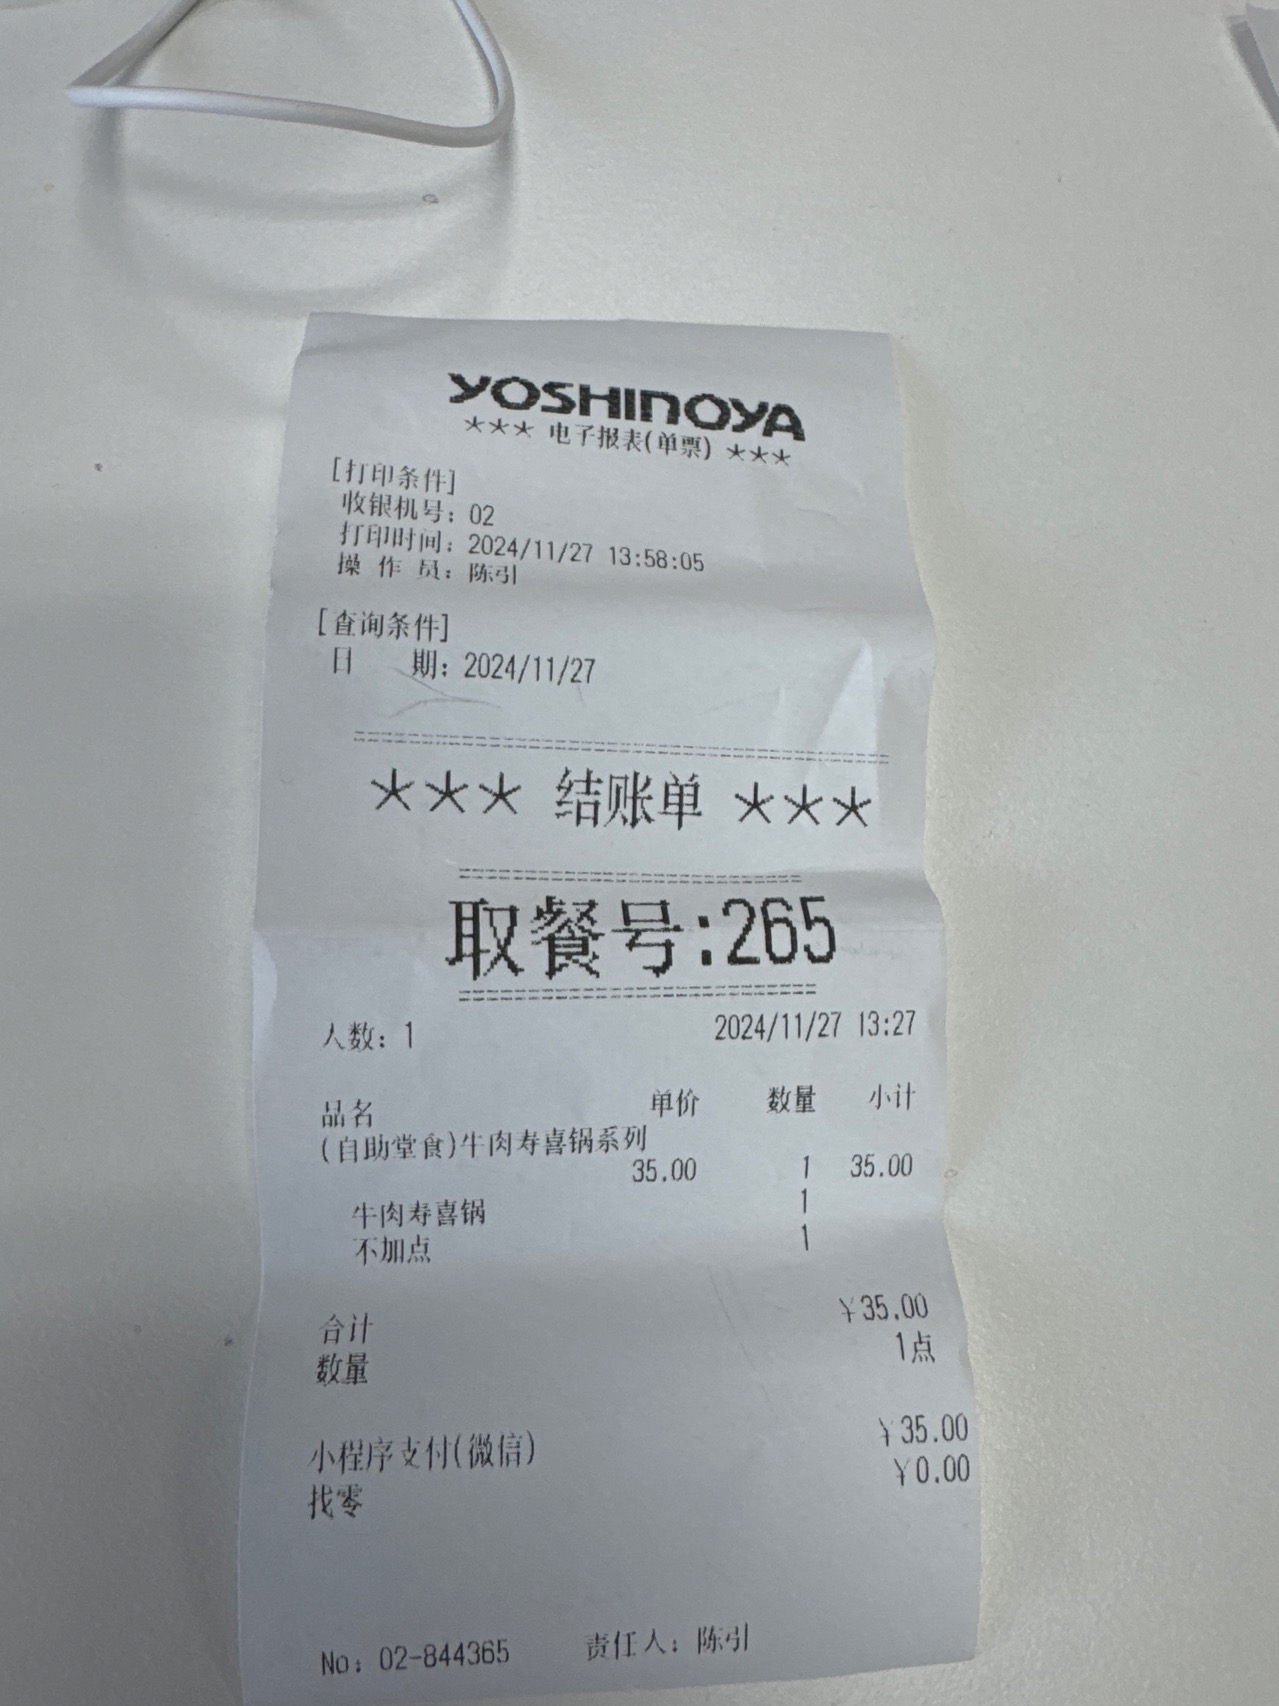 YOSHINOYA
*** 电子报表(单票) ***
[打印条件]
收银机号: 02
打印时间: 2024/11/27 13:58:05
操 作 员: 陈引
[查询条件]
日 期: 2024/11/27
*** 结账单 ***
取餐号:265
人数: 1 2024/11/27 13:27
品名 单价 数量 小计
(自助堂食)牛肉寿喜锅系列
35.00 1 35.00
牛肉寿喜锅 1
不加点 1
合计 ¥35.00
数量 1点
小程序支付(微信) ¥35.00
找零 ¥0.00
No: 02-844365 责任人: 陈引